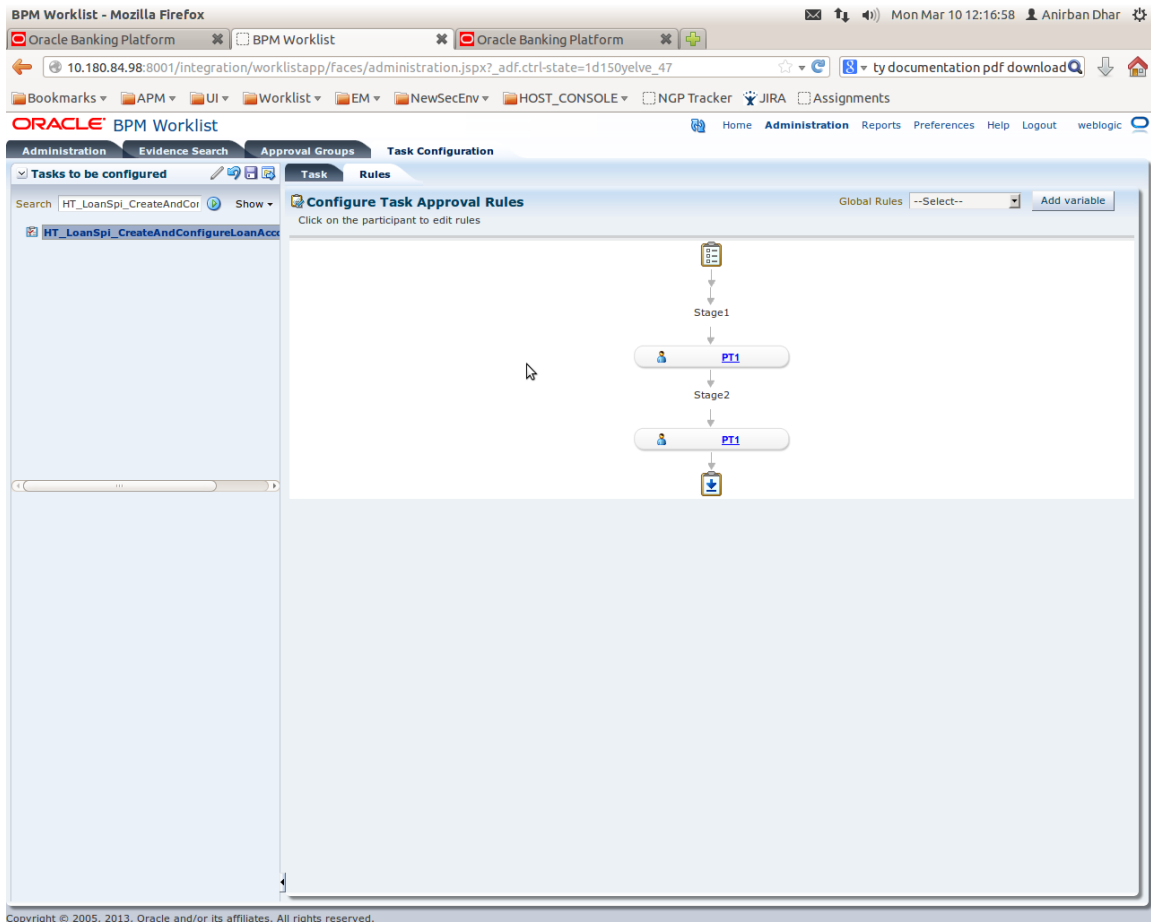 BPM Worklist - Mozilla Firefox
Mon Mar 10 12:16:58 Anirban Dhar
Oracle Banking Platform BPM Worklist Oracle Banking Platform
10.180.84.98:8001/integration/worklistapp/faces/administration.jspx?_adf.ctrl-state=1d150yelve_47 ty documentation pdf download
Bookmarks APM UI Worklist EM NewSecEnv HOST_CONSOLE NGP Tracker JIRA Assignments
ORACLE BPM Worklist Home Administration Reports Preferences Help Logout weblogic
Administration Evidence Search Approval Groups Task Configuration
Tasks to be configured Task Rules
Search HT_LoanSpi_CreateAndCor Show
HT_LoanSpi_CreateAndConfigureLoanAcc
Configure Task Approval Rules Global Rules --Select-- Add variable
Click on the participant to edit rules
Stage1
PT1
Stage2
PT1
Copyright © 2005, 2013, Oracle and/or its affiliates. All rights reserved.